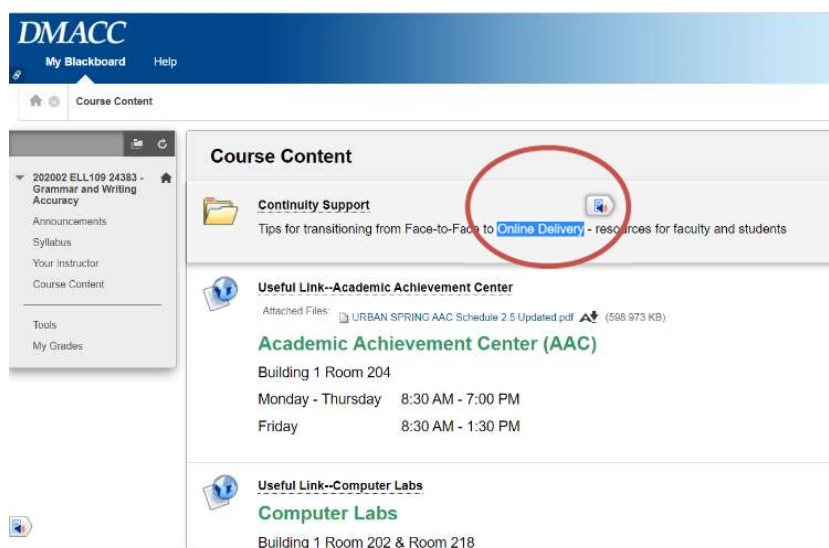 DMACC
My Blackboard Help
Course Content
202002 ELL109 24383 -
Grammar and Writing
Accuracy
Announcements
Syllabus
Your Instructor
Course Content
Tools
My Grades
Course Content
Continuity Support
Tips for transitioning from Face-to-Face to Online Delivery - resources for faculty and students
Useful Link--Academic Achievement Center
Attached Files: URBAN SPRING AAC Schedule 2.5 Updated.pdf (598.973 KB)
Academic Achievement Center (AAC)
Building 1 Room 204
Monday - Thursday 8:30 AM - 7:00 PM
Friday 8:30 AM - 1:30 PM
Useful Link--Computer Labs
Computer Labs
Building 1 Room 202 & Room 218